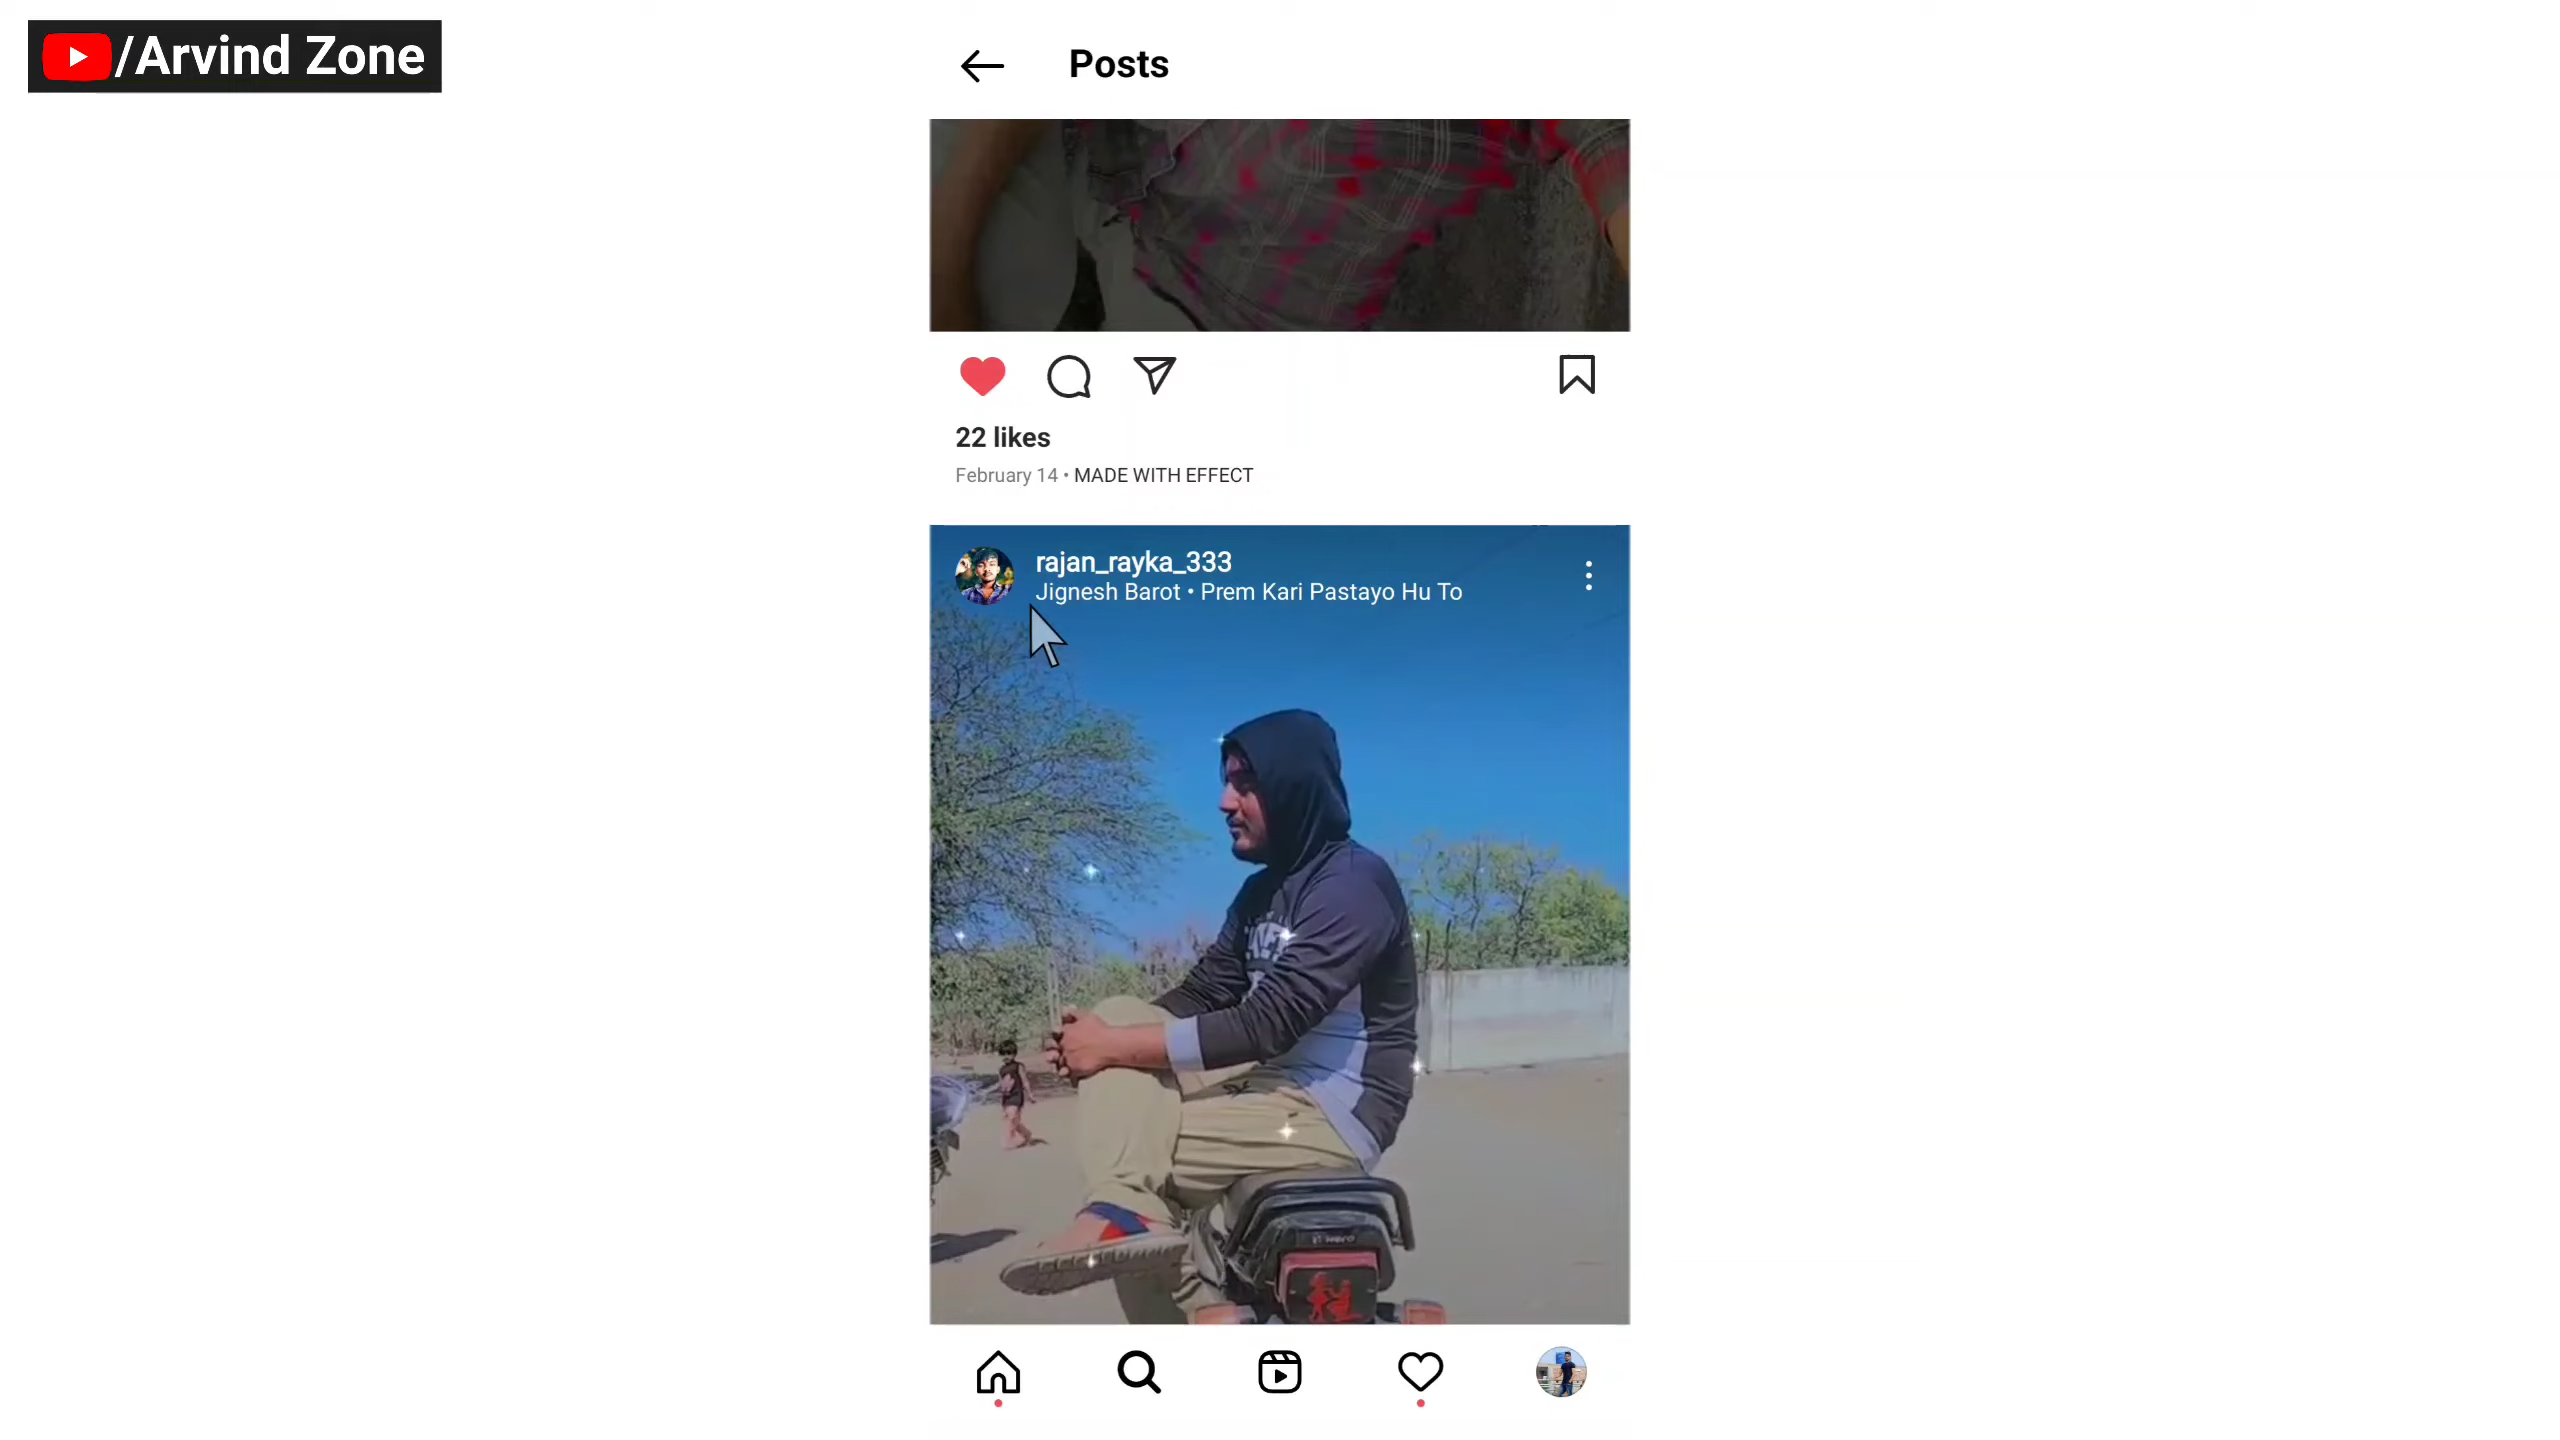 /Arvind Zone
Posts
22 likes
February 14 • MADE WITH EFFECT
rajan_rayka_333
Jignesh Barot • Prem Kari Pastayo Hu To